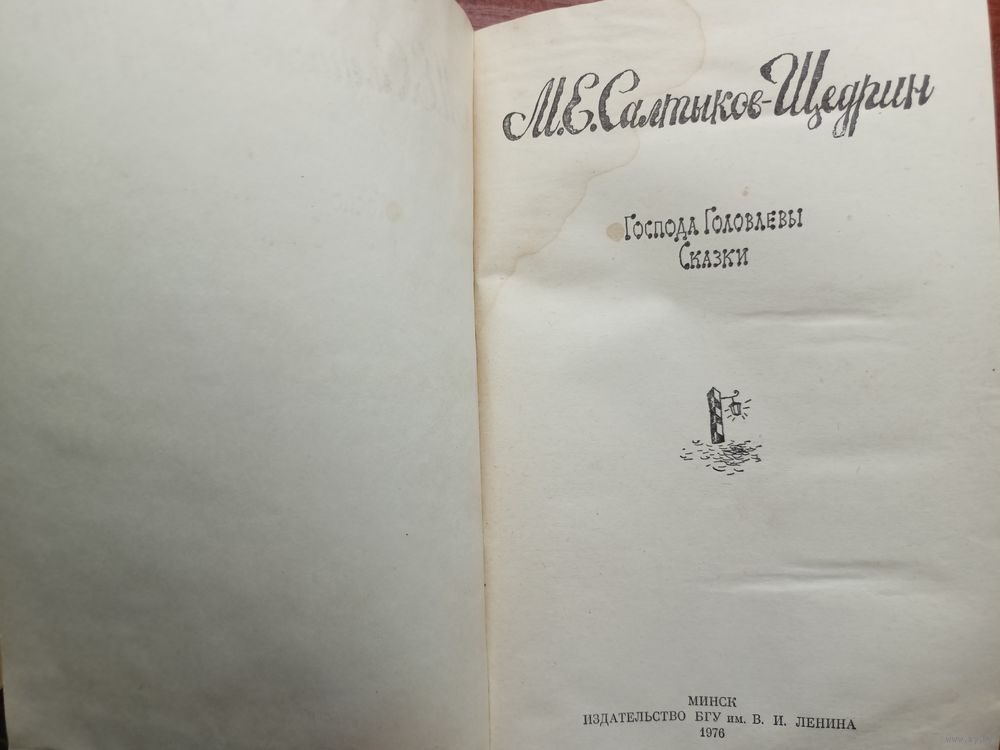 М.Е.Салтыков-Щедрин
Господа Головлевы
Сказки
МИНСК
ИЗДАТЕЛЬСТВО БГУ им. В. И. ЛЕНИНА
1976